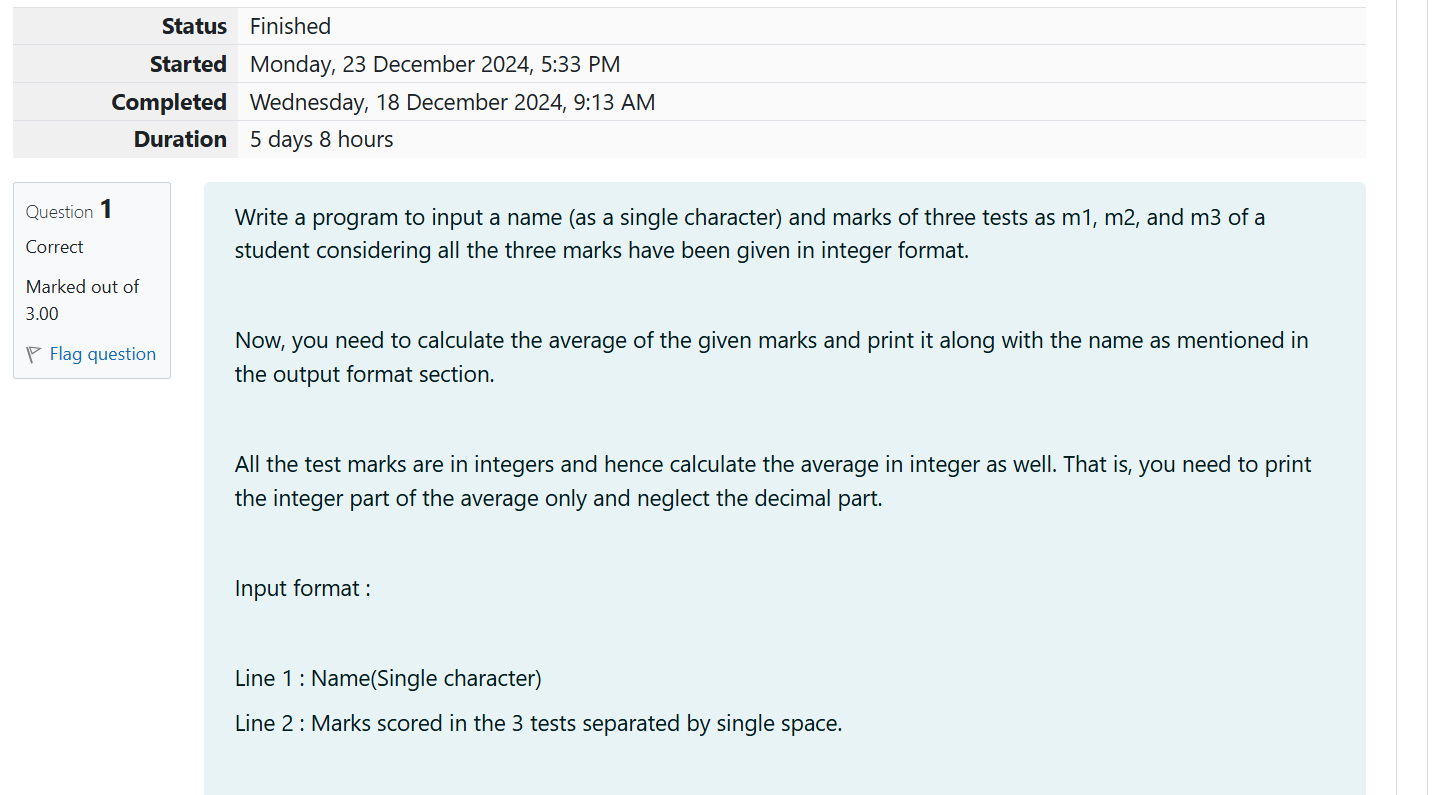 Status Finished
Started Monday, 23 December 2024, 5:33 PM
Completed Wednesday, 18 December 2024, 9:13 AM
Duration 5 days 8 hours
Question 1
Correct
Marked out of
3.00
Flag question
Write a program to input a name (as a single character) and marks of three tests as m1, m2, and m3 of a
student considering all the three marks have been given in integer format.
Now, you need to calculate the average of the given marks and print it along with the name as mentioned in
the output format section.
All the test marks are in integers and hence calculate the average in integer as well. That is, you need to print
the integer part of the average only and neglect the decimal part.
Input format :
Line 1 : Name(Single character)
Line 2 : Marks scored in the 3 tests separated by single space.